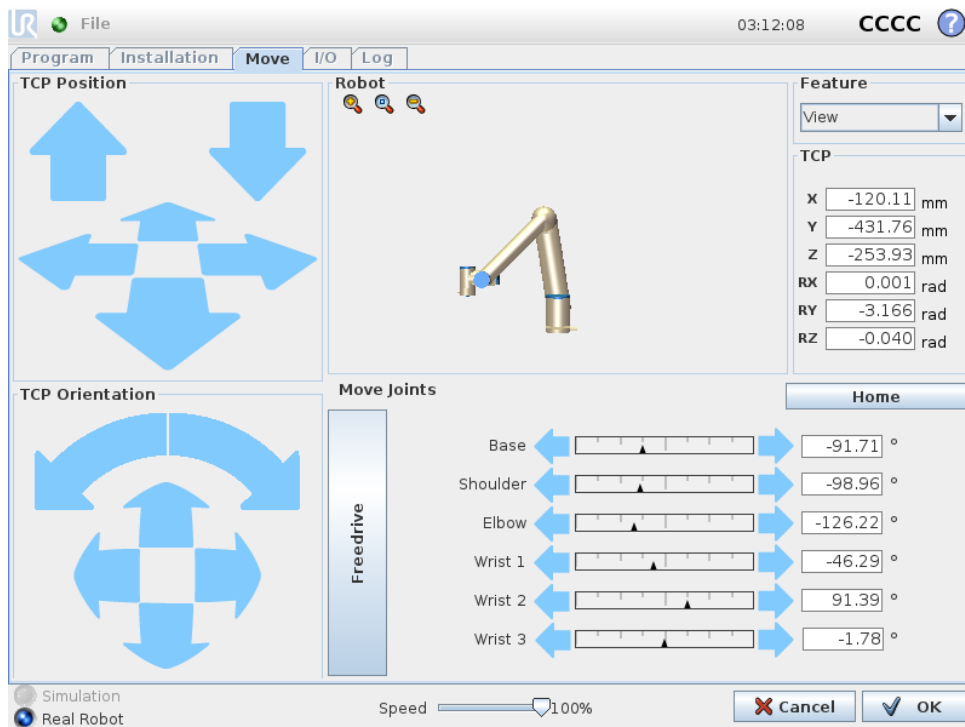 UR File 03:12:08 CCCC ?
Program Installation Move I/O Log
TCP Position
Robot
Feature
View
TCP
X -120.11 mm
Y -431.76 mm
Z -253.93 mm
RX 0.001 rad
RY -3.166 rad
RZ -0.040 rad
TCP Orientation
Move Joints
Home
Freedrive
Base -91.71 °
Shoulder -98.96 °
Elbow -126.22 °
Wrist 1 -46.29 °
Wrist 2 91.39 °
Wrist 3 -1.78 °
Simulation
Real Robot
Speed 100%
Cancel OK